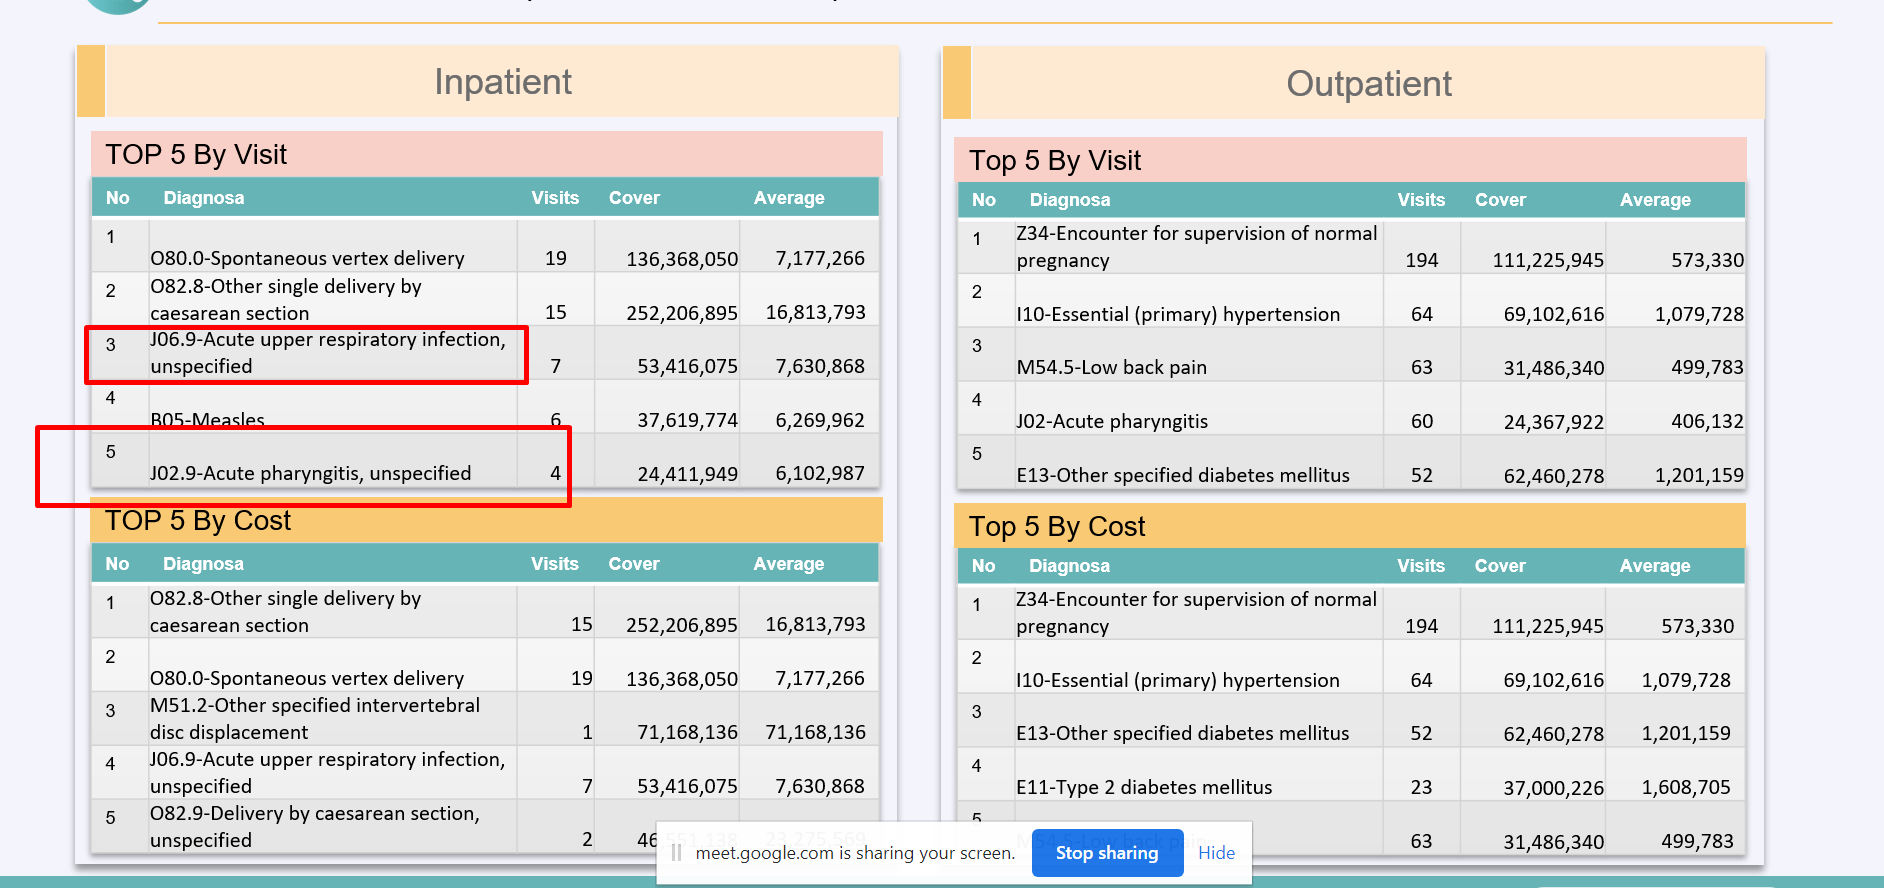 Inpatient
TOP 5 By Visit
No Diagnosa Visits Cover Average
1 O80.0-Spontaneous vertex delivery 19 136,368,050 7,177,266
2 O82.8-Other single delivery by
caesarean section 15 252,206,895 16,813,793
3 J06.9-Acute upper respiratory infection,
unspecified 7 53,416,075 7,630,868
4 B05-Measles 6 37,619,774 6,269,962
5 J02.9-Acute pharyngitis, unspecified 4 24,411,949 6,102,987
TOP 5 By Cost
No Diagnosa Visits Cover Average
1 O82.8-Other single delivery by
caesarean section 15 252,206,895 16,813,793
2 O80.0-Spontaneous vertex delivery 19 136,368,050 7,177,266
3 M51.2-Other specified intervertebral
disc displacement 1 71,168,136 71,168,136
4 J06.9-Acute upper respiratory infection,
unspecified 7 53,416,075 7,630,868
5 O82.9-Delivery by caesarean section,
unspecified 2 46,551,138 23,275,569
Outpatient
Top 5 By Visit
No Diagnosa Visits Cover Average
1 Z34-Encounter for supervision of normal
pregnancy 194 111,225,945 573,330
2 I10-Essential (primary) hypertension 64 69,102,616 1,079,728
3 M54.5-Low back pain 63 31,486,340 499,783
4 J02-Acute pharyngitis 60 24,367,922 406,132
5 E13-Other specified diabetes mellitus 52 62,460,278 1,201,159
Top 5 By Cost
No Diagnosa Visits Cover Average
1 Z34-Encounter for supervision of normal
pregnancy 194 111,225,945 573,330
2 I10-Essential (primary) hypertension 64 69,102,616 1,079,728
3 E13-Other specified diabetes mellitus 52 62,460,278 1,201,159
4 E11-Type 2 diabetes mellitus 23 37,000,226 1,608,705
5 M54.5-Low back pain 63 31,486,340 499,783
meet.google.com is sharing your screen. Stop sharing Hide